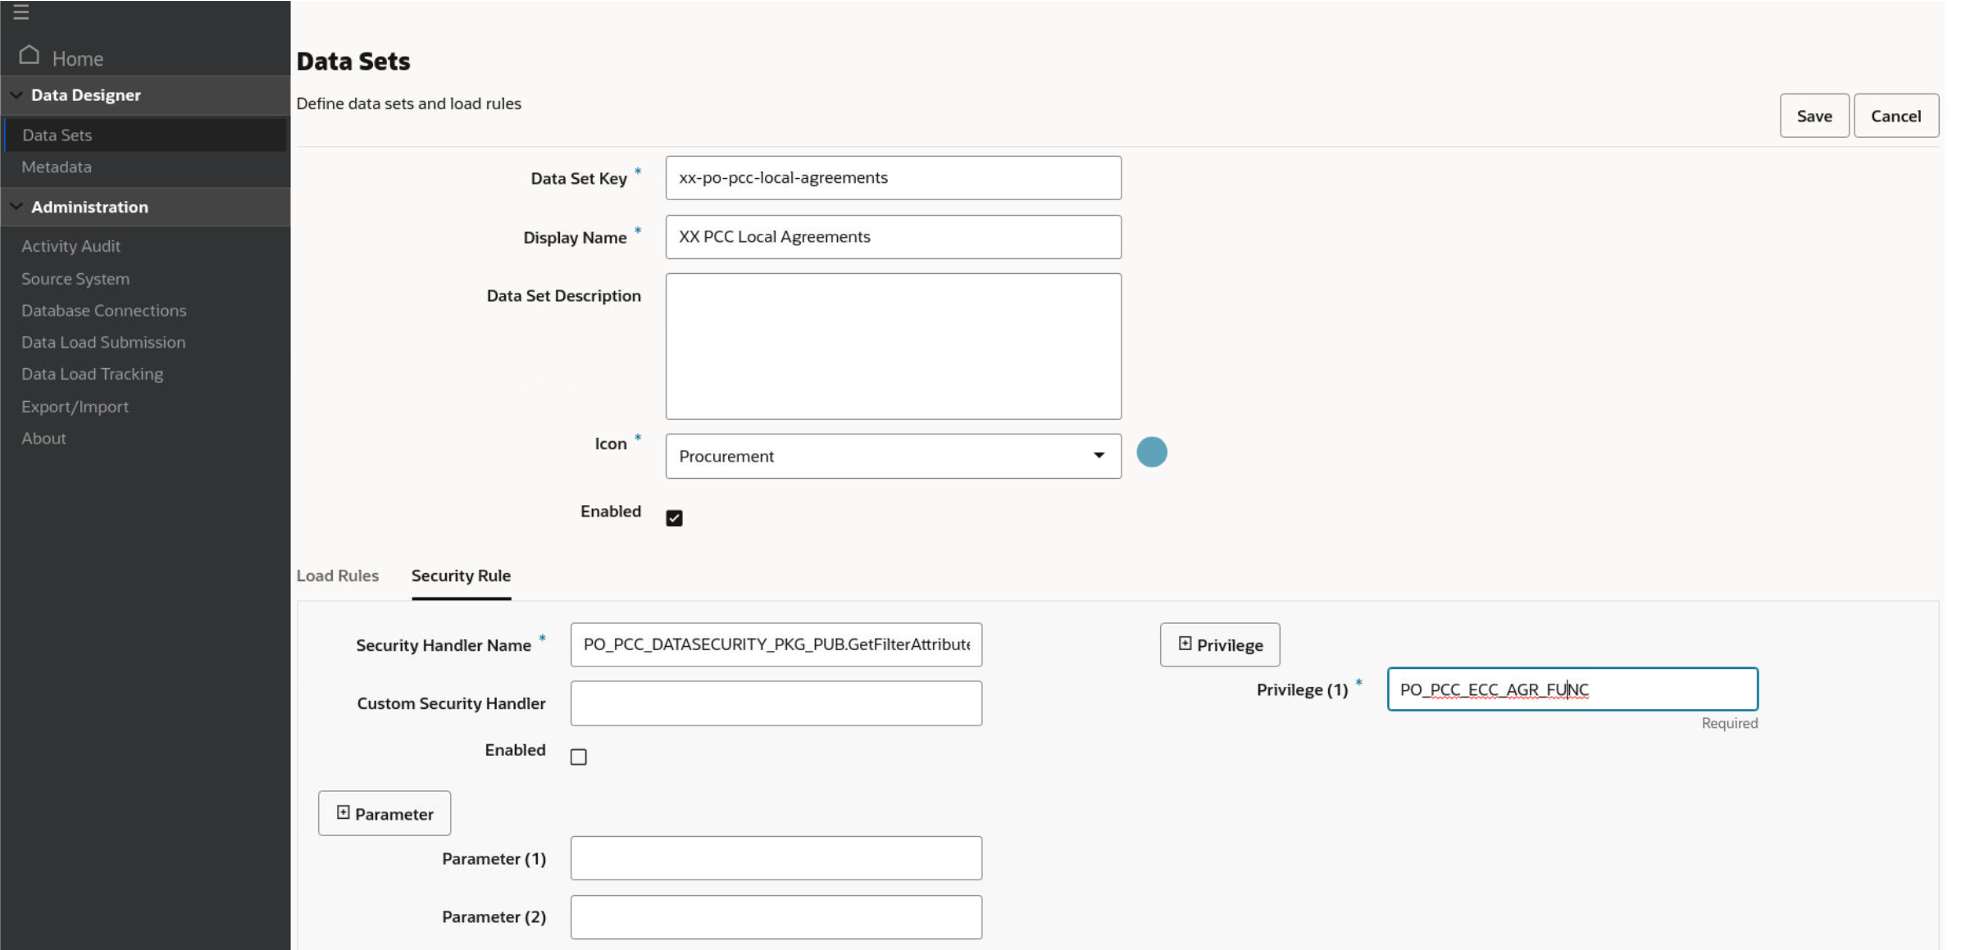 Home
Data Designer
Data Sets
Metadata
Administration
Activity Audit
Source System
Database Connections
Data Load Submission
Data Load Tracking
Export/Import
About
Data Sets
Define data sets and load rules
Save Cancel
Data Set Key * xx-po-pcc-local-agreements
Display Name * XX PCC Local Agreements
Data Set Description
Icon * Procurement
Enabled
Load Rules Security Rule
Security Handler Name * PO_PCC_DATASECURITY_PKG_PUB.GetFilterAttribute
Privilege
Privilege (1) * PO_PCC_ECC_AGR_FUNC
Required
Custom Security Handler
Enabled
Parameter
Parameter (1)
Parameter (2)